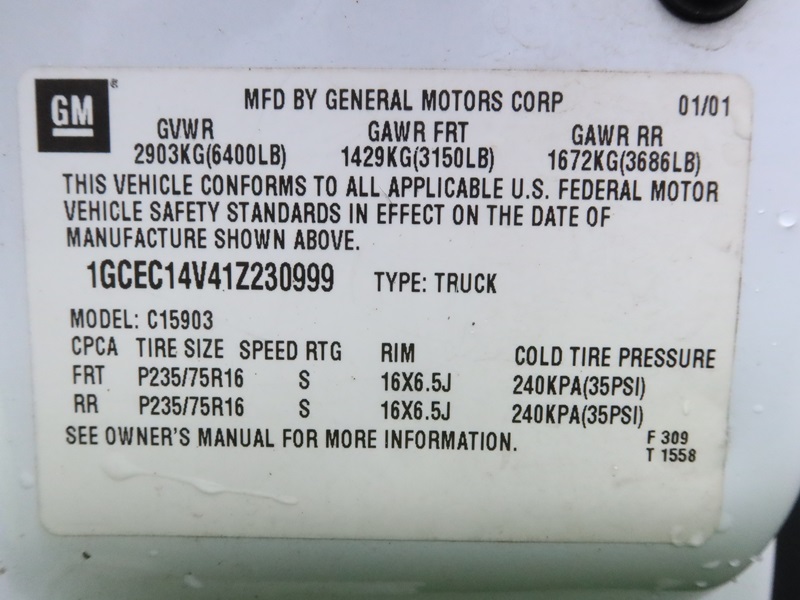 GM ® MFD BY GENERAL MOTORS CORP 01/01
GVWR GAWR FRT GAWR RR
2903KG(6400LB) 1429KG(3150LB) 1672KG(3686LB)
THIS VEHICLE CONFORMS TO ALL APPLICABLE U.S. FEDERAL MOTOR
VEHICLE SAFETY STANDARDS IN EFFECT ON THE DATE OF
MANUFACTURE SHOWN ABOVE.
1GCEC14V41Z230999 TYPE: TRUCK
MODEL: C15903
CPCA TIRE SIZE SPEED RTG RIM COLD TIRE PRESSURE
FRT P235/75R16 S 16X6.5J 240KPA(35PSI)
RR P235/75R16 S 16X6.5J 240KPA(35PSI)
SEE OWNER'S MANUAL FOR MORE INFORMATION. F 309
T 1558